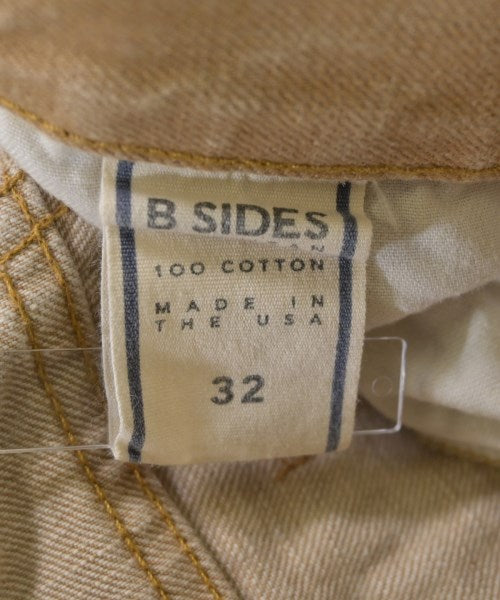 B SIDES
100 COTTON
MADE IN
THE USA
32